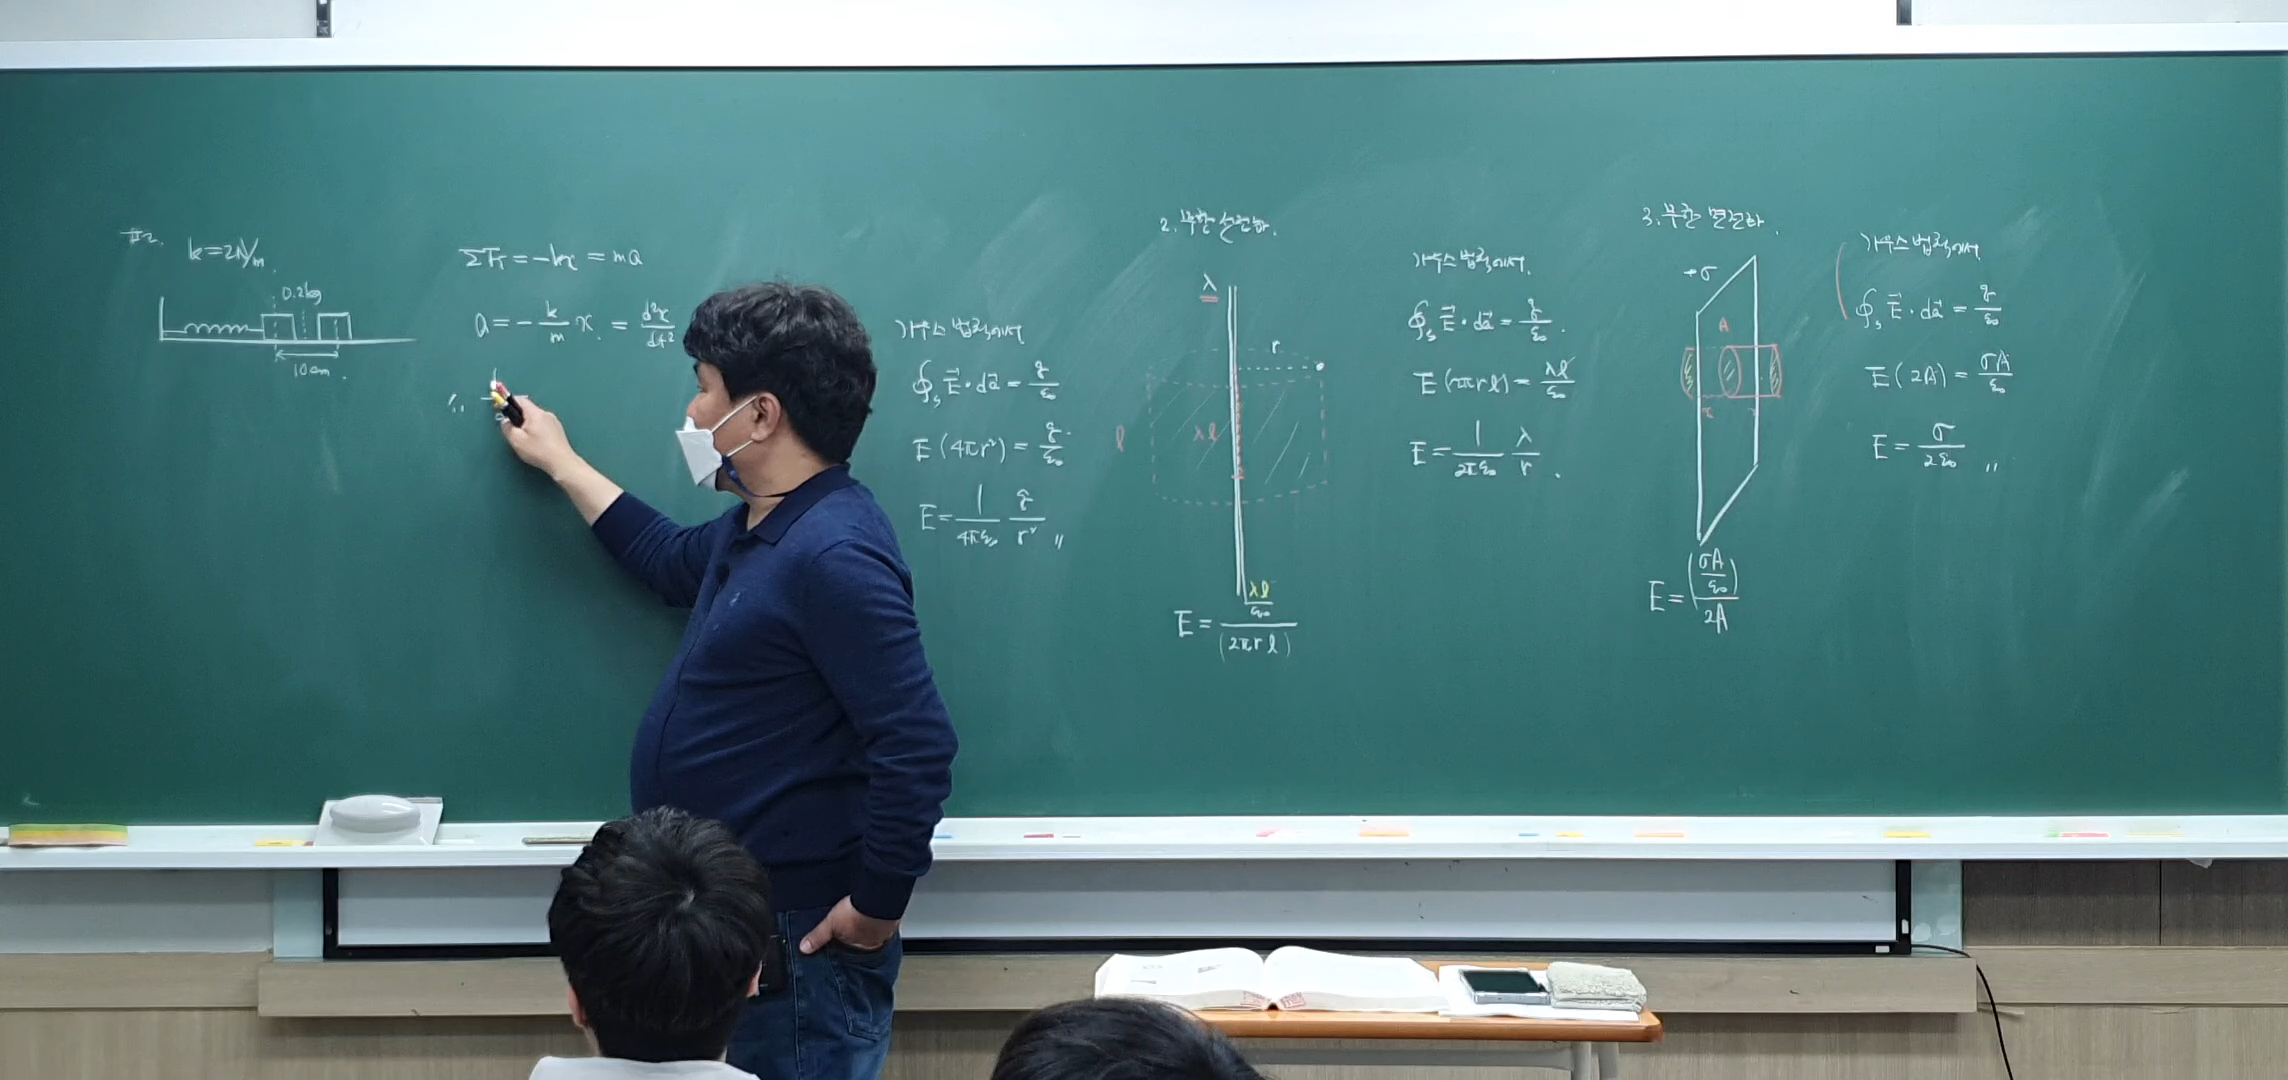 #2.
k=2N/m.
0.2kg
10cm.
ΣF = -kx = ma
a = - k/m x. = d²x/dt²
가우스 법칙에서
∮s E⃗·da⃗ = q/ε₀
E (4πr²) = q/ε₀
E = 1/4πε₀ q/r² 〃
2. 무한 선전하.
λ
r
l
λl
E = (λl/ε₀)/(2πrl)
가우스 법칙에서.
∮s E⃗·da⃗ = q/ε₀.
E (2πrl) = λl/ε₀
E = 1/2πε₀ λ/r.
3. 무한 면전하.
+σ
A
E = (σA/ε₀)/2A
가우스 법칙에서
∮s E⃗·da⃗ = q/ε₀
E (2A) = σA/ε₀
E = σ/2ε₀ 〃